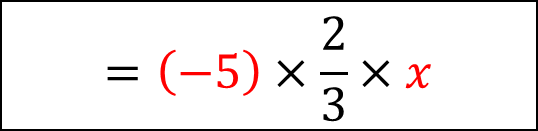 = (−5) × 2/3 × x